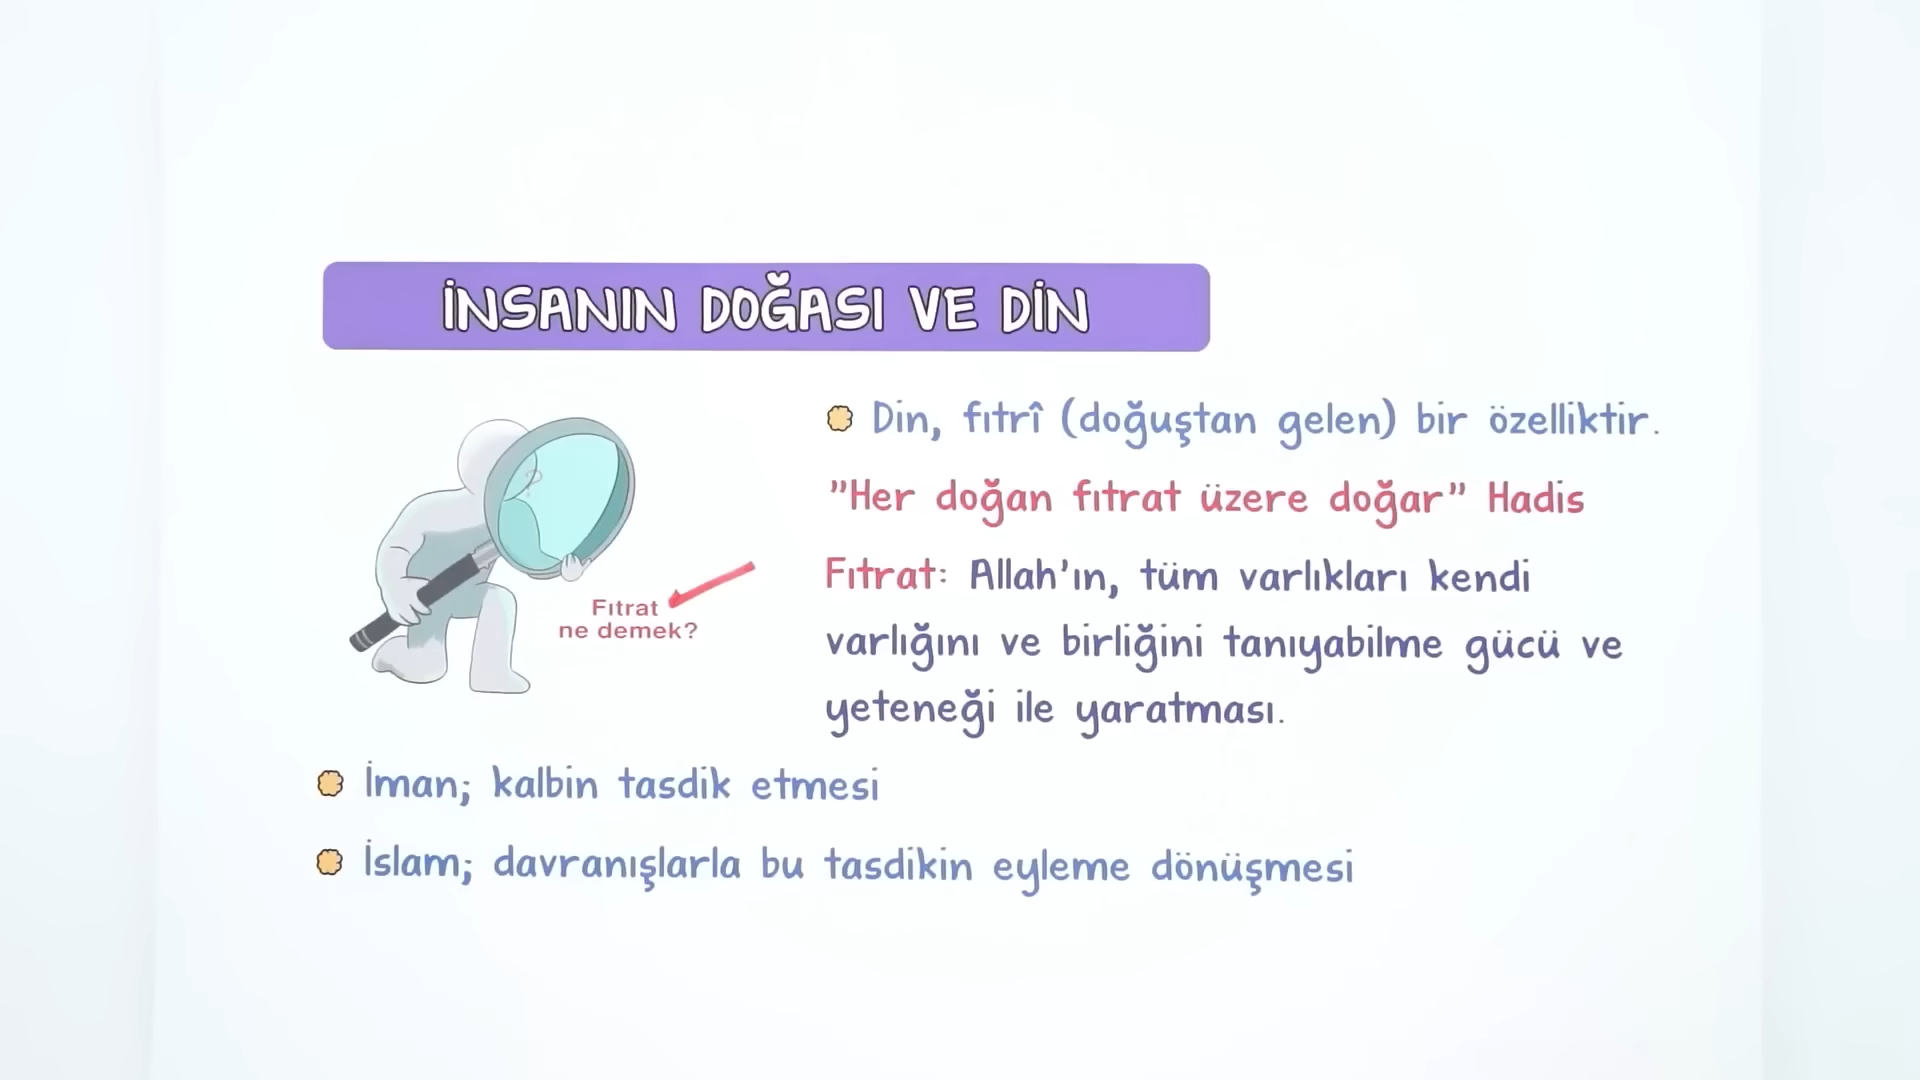 İNSANIN DOĞASI VE DİN
Din, fıtrî (doğuştan gelen) bir özelliktir.
"Her doğan fıtrat üzere doğar" Hadis
Fıtrat: Allah'ın, tüm varlıkları kendi
varlığını ve birliğini tanıyabilme gücü ve
yeteneği ile yaratması.
Fıtrat
ne demek?
İman; kalbin tasdik etmesi
İslam; davranışlarla bu tasdikin eyleme dönüşmesi